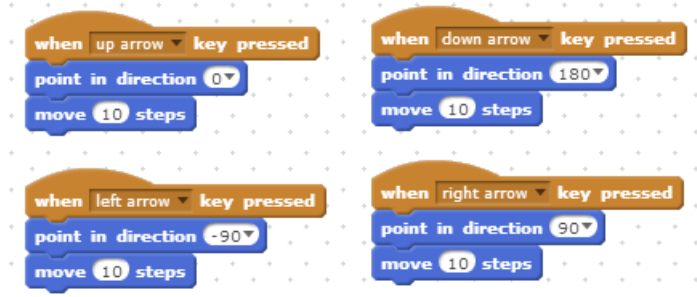 when up arrow key pressed
point in direction 0
move 10 steps
when down arrow key pressed
point in direction 180
move 10 steps
when left arrow key pressed
point in direction -90
move 10 steps
when right arrow key pressed
point in direction 90
move 10 steps